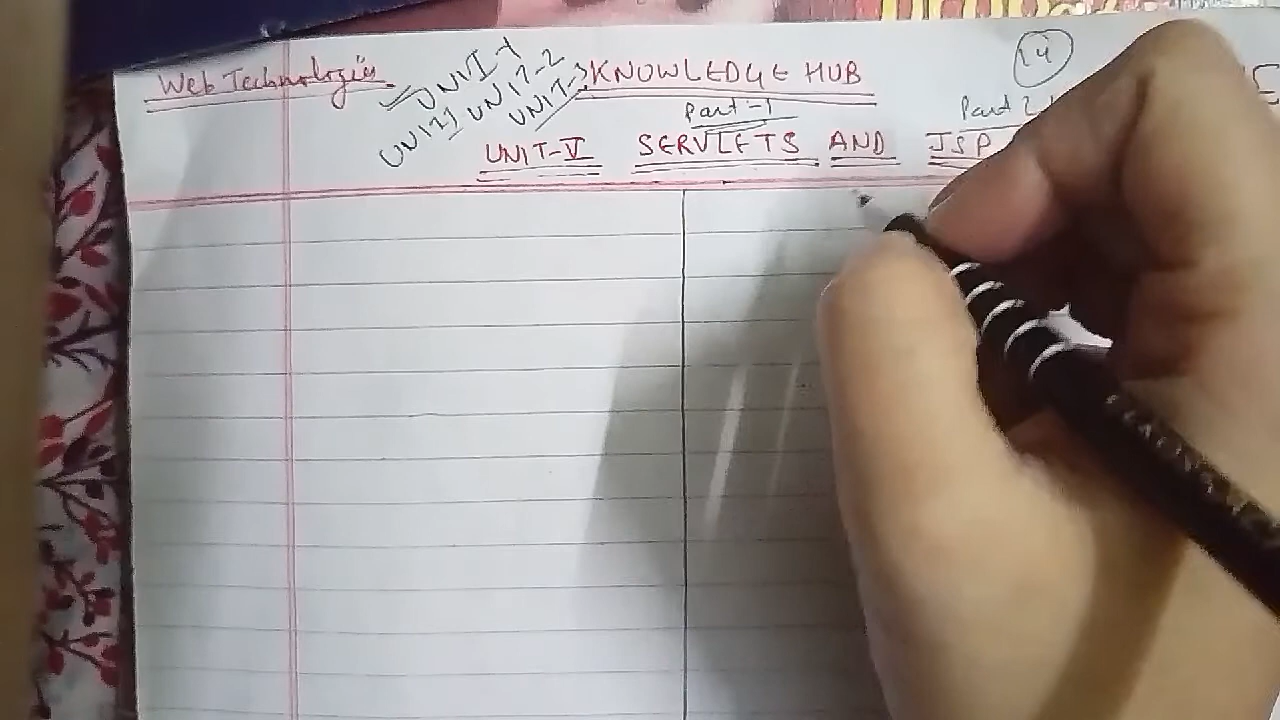 Web Technologies
UNIT-1
UNIT-2
UNIT-3
KNOWLEDGE HUB
14
Part-1
Part 2
UNIT-V SERVLETS AND JSP